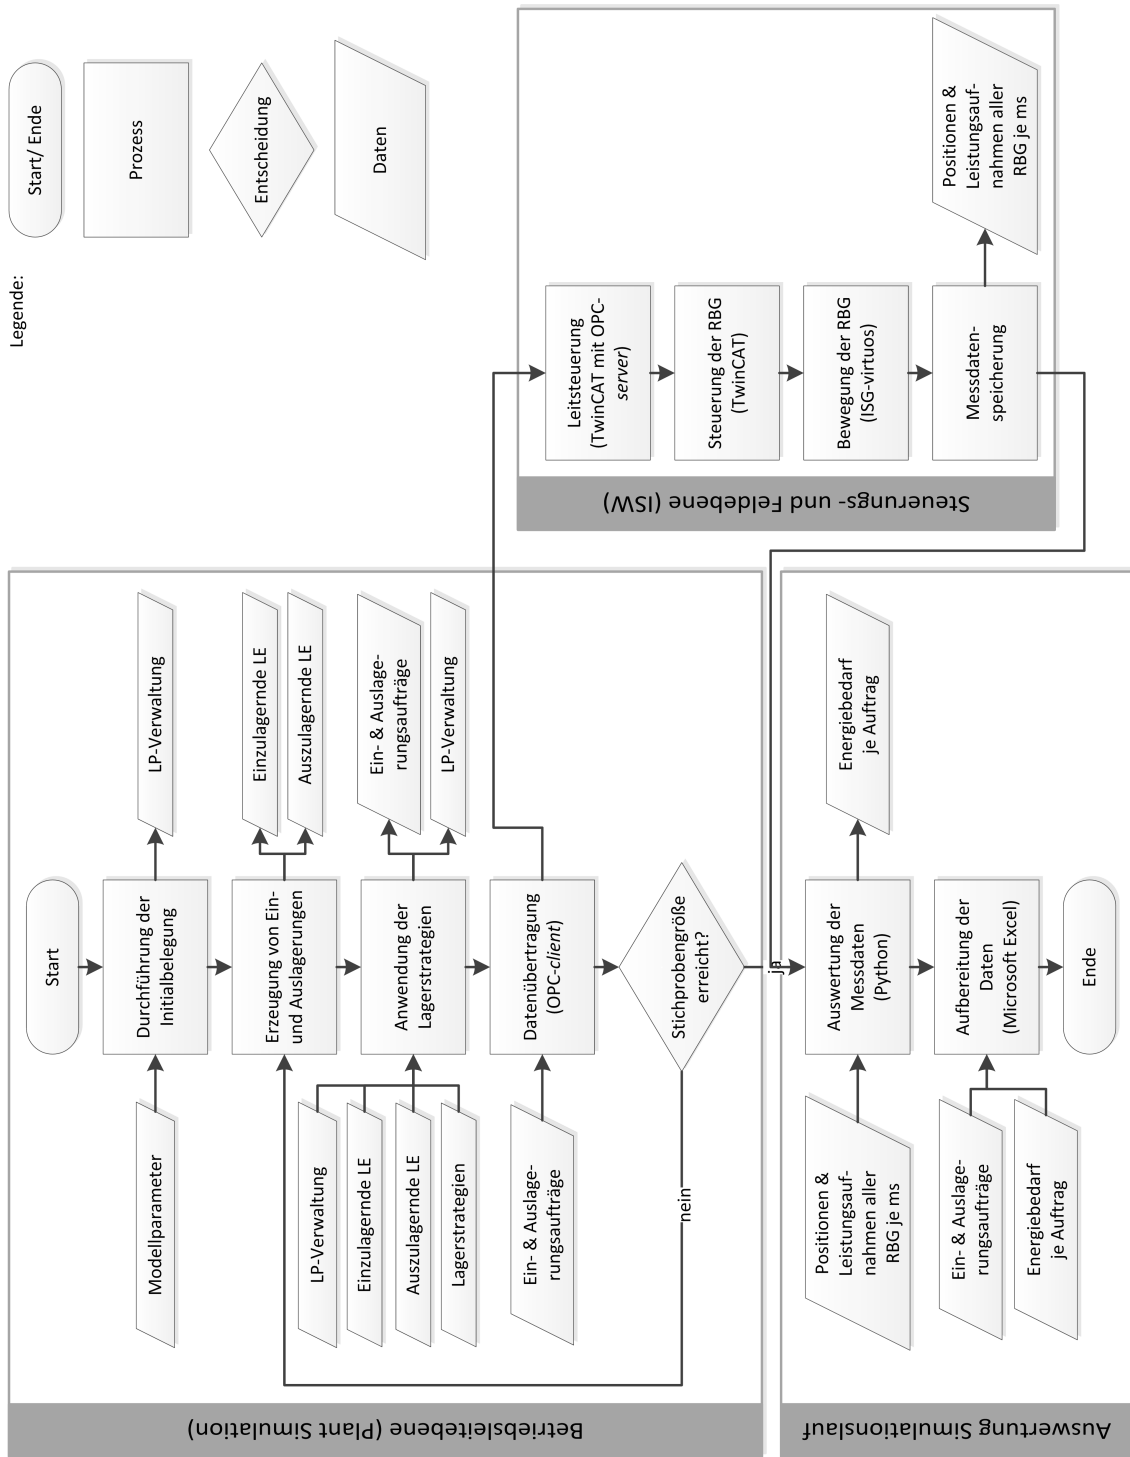 Legende:
Start/ Ende
Prozess
Entscheidung
Daten
Betriebsleitebene (Plant Simulation)
Start
Modellparameter
Durchführung der
Initialbelegung
LP-Verwaltung
Erzeugung von Ein-
und Auslagerungen
Einzulagernde LE
Auszulagernde LE
LP-Verwaltung
Einzulagernde LE
Auszulagernde LE
Lagerstrategien
Anwendung der
Lagerstrategien
Ein- & Auslage-
rungsaufträge
LP-Verwaltung
Ein- & Auslage-
rungsaufträge
Datenübertragung
(OPC-client)
Stichprobengröße
erreicht?
nein
ja
Steuerungs- und Feldebene (ISW)
Leitsteuerung
(TwinCAT mit OPC-
server)
Steuerung der RBG
(TwinCAT)
Bewegung der RBG
(ISG-virtuos)
Messdaten-
speicherung
Positionen &
Leistungsauf-
nahmen aller
RBG je ms
Auswertung Simulationslauf
Positionen &
Leistungsauf-
nahmen aller
RBG je ms
Auswertung der
Messdaten
(Python)
Energiebedarf
je Auftrag
Ein- & Auslage-
rungsaufträge
Energiebedarf
je Auftrag
Aufbereitung der
Daten
(Microsoft Excel)
Ende